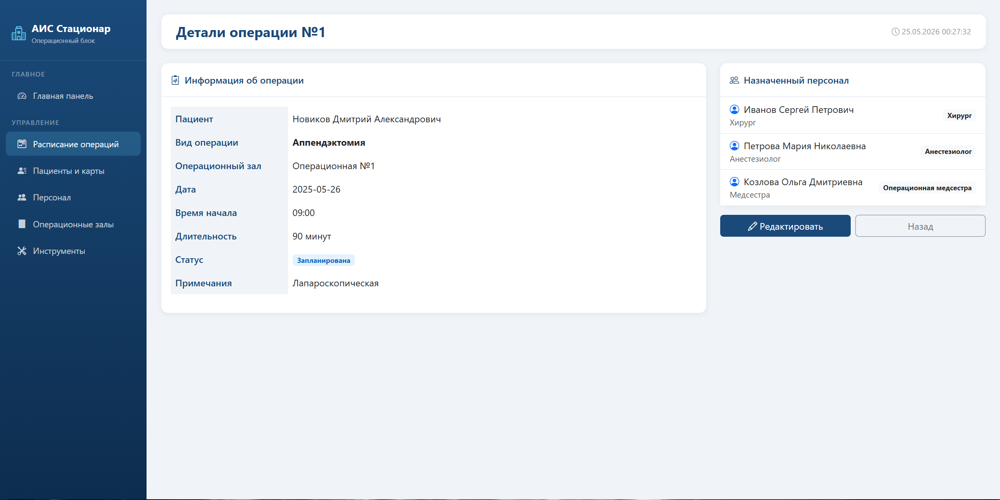 АИС Стационар
Операционный блок
ГЛАВНОЕ
Главная панель
УПРАВЛЕНИЕ
Расписание операций
Пациенты и карты
Персонал
Операционные залы
Инструменты
Детали операции №1
25.05.2026 00:27:32
Информация об операции
Пациент Новиков Дмитрий Александрович
Вид операции Аппендэктомия
Операционный зал Операционная №1
Дата 2025-05-26
Время начала 09:00
Длительность 90 минут
Статус Запланирована
Примечания Лапароскопическая
Назначенный персонал
Иванов Сергей Петрович
Хирург
Хирург
Петрова Мария Николаевна
Анестезиолог
Анестезиолог
Козлова Ольга Дмитриевна
Медсестра
Операционная медсестра
Редактировать
Назад